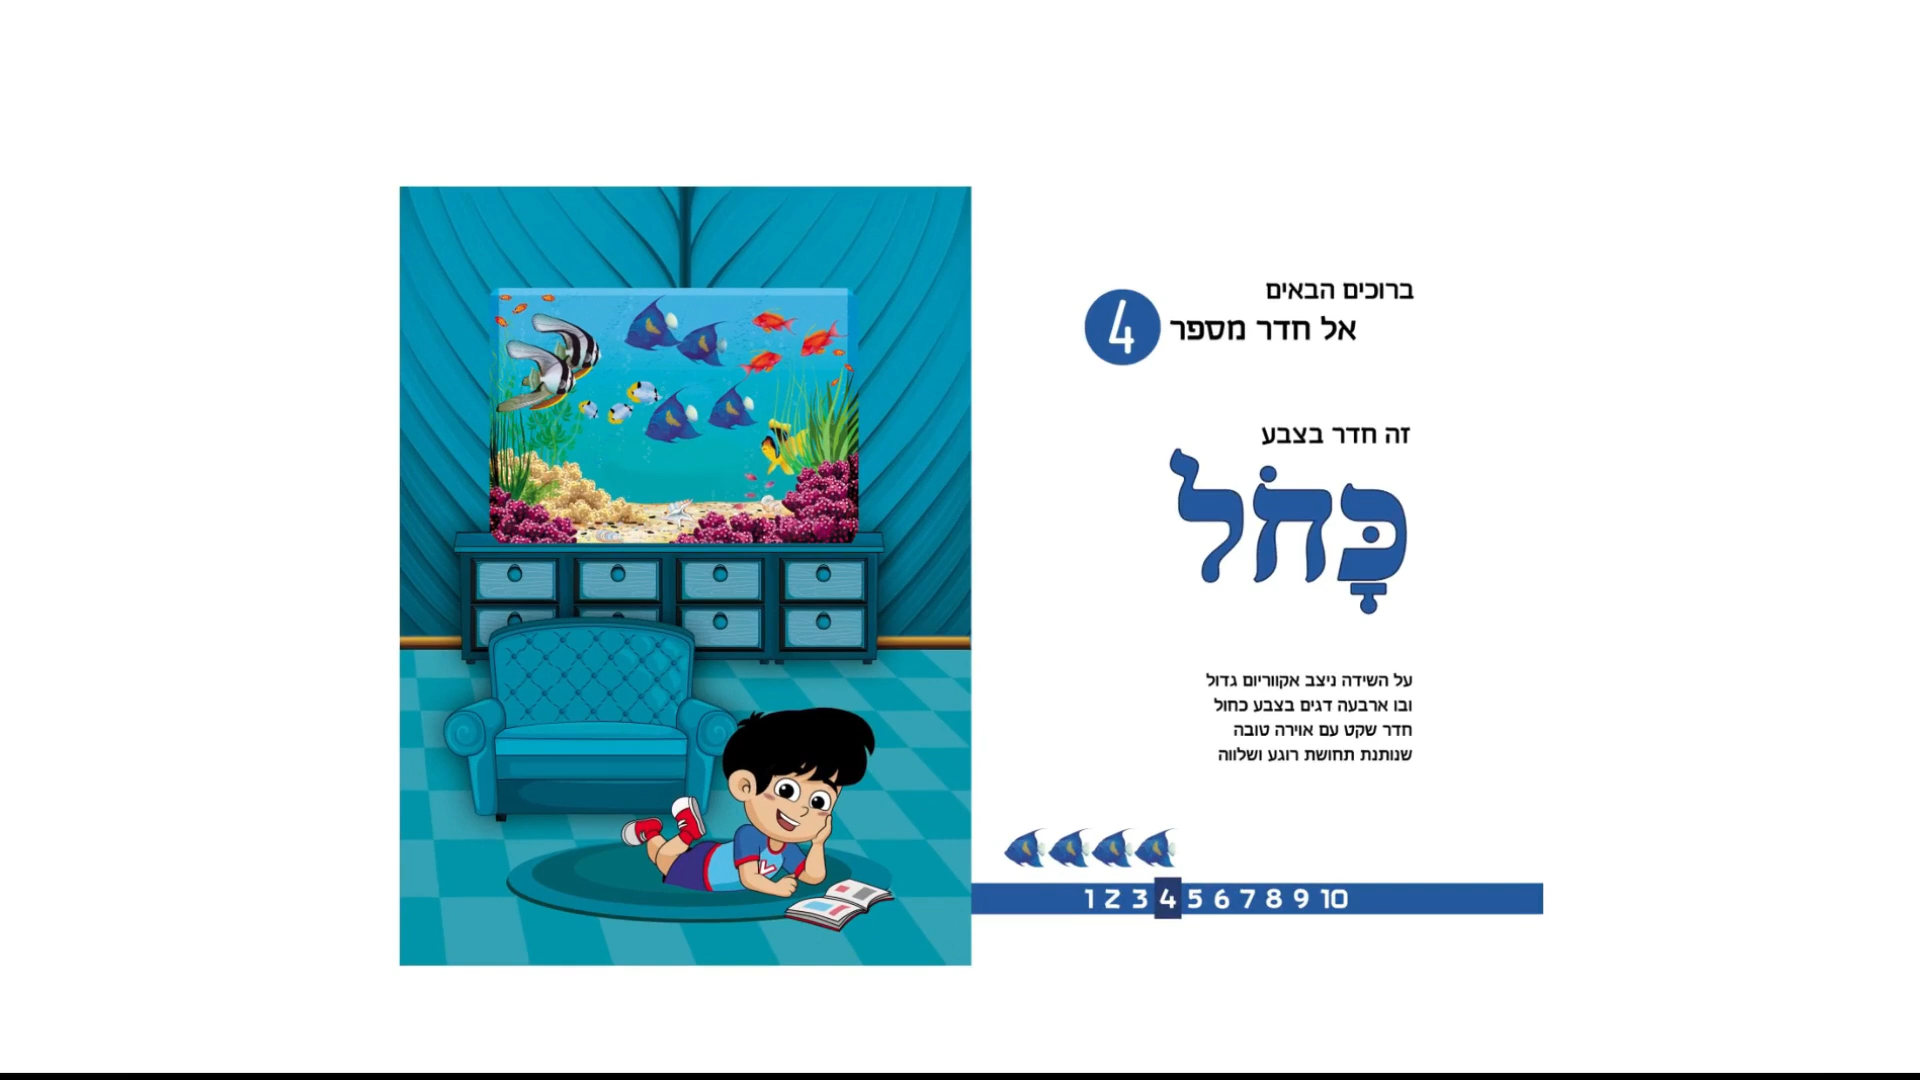 ברוכים הבאים
אל חדר מספר 4
זה חדר בצבע
כָּחֹל
על השידה ניצב אקווריום גדול
ובו ארבעה דגים בצבע כחול
חדר שקט עם אוירה טובה
שנותנת תחושת רוגע ושלווה
1 2 3 4 5 6 7 8 9 10